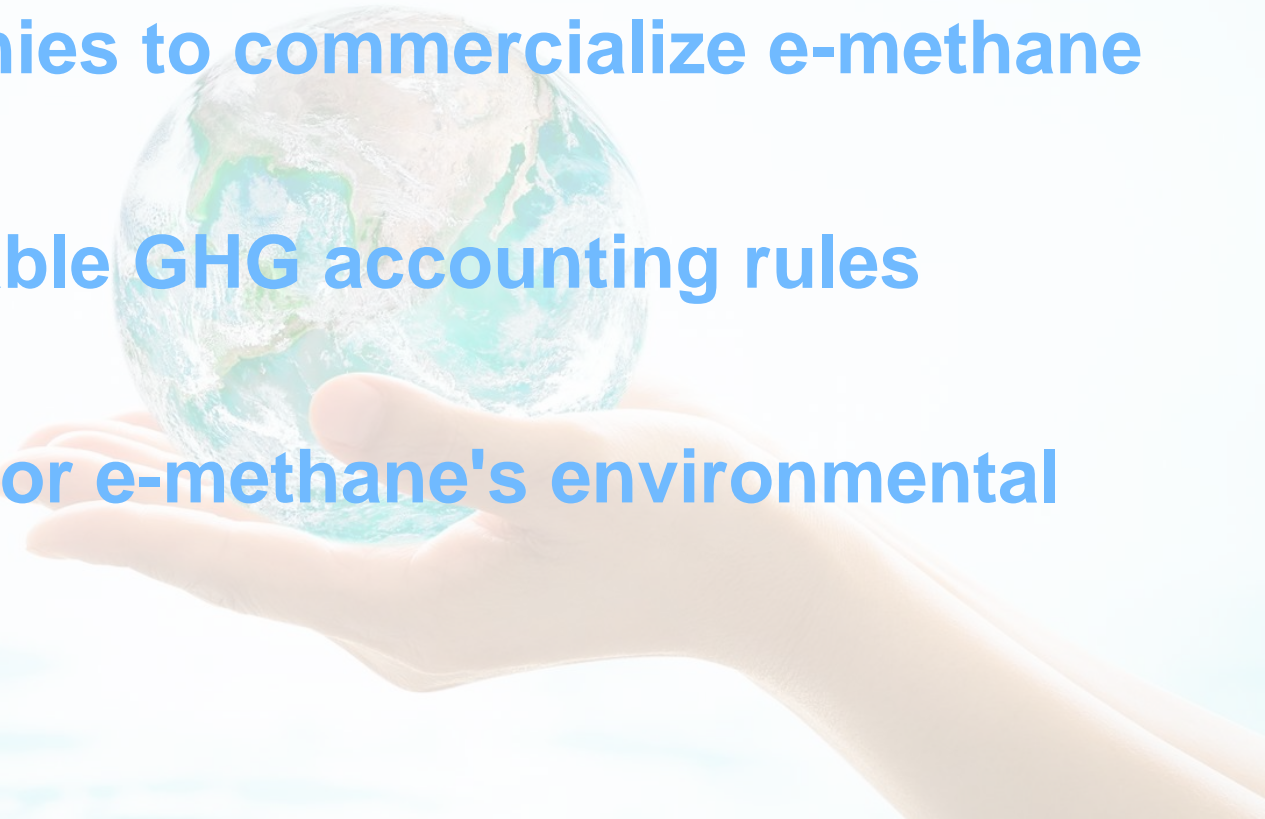 nies to commercialize e-methane
ble GHG accounting rules
or e-methane's environmental